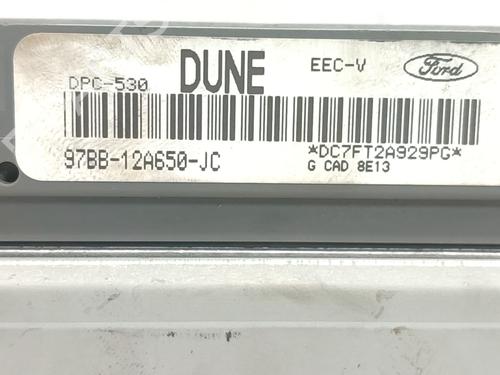 DPC-530 DUNE EEC-V Ford
97BB-12A650-JC *DC7FT2A929PG*
G CAD 8E13